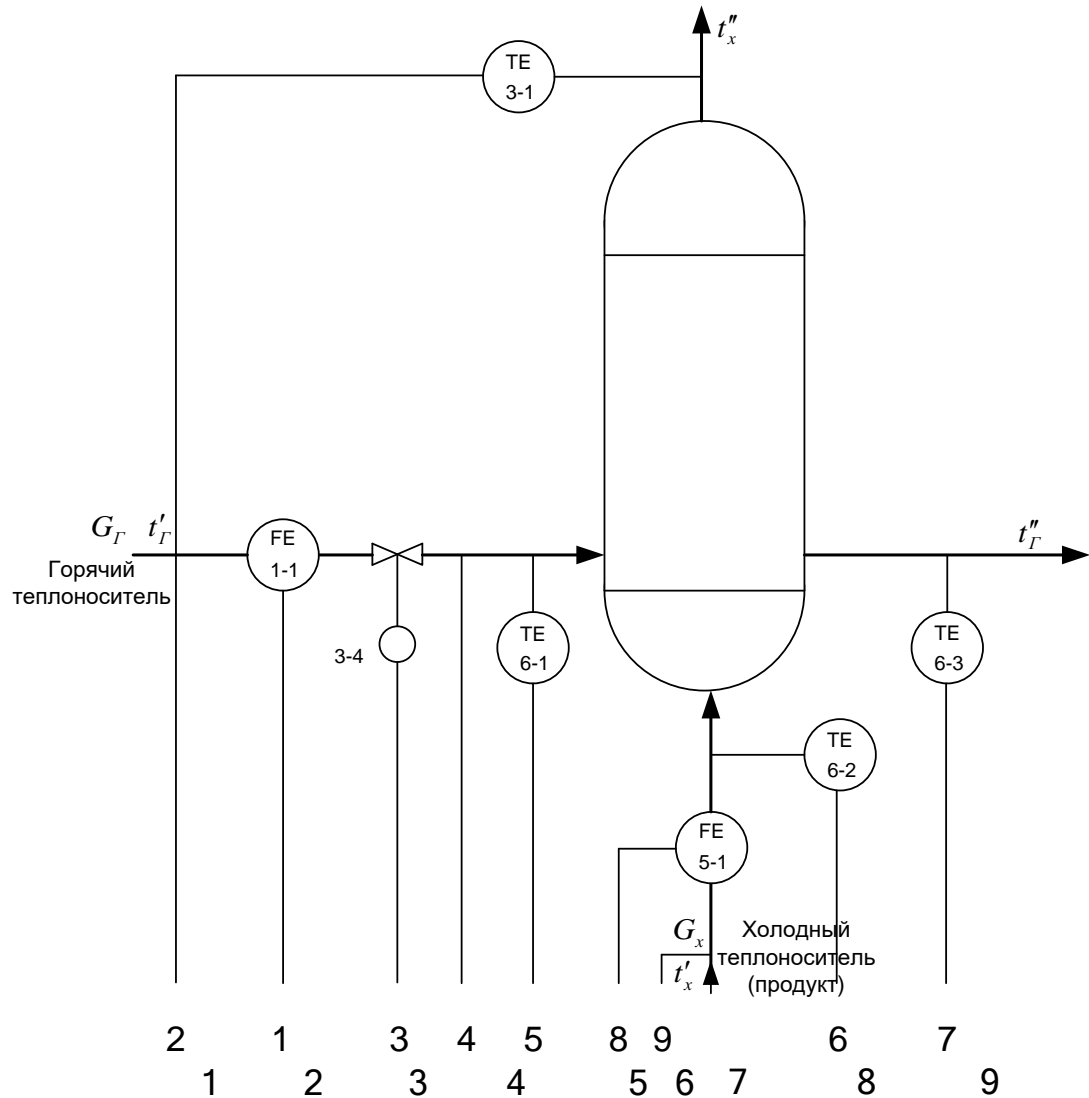 t″x
TE
3-1
GГ t′Г
t″Г
FE
1-1
Горячий
теплоноситель
3-4
TE
6-1
TE
6-3
TE
6-2
FE
5-1
Gx
t′x
Холодный
теплоноситель
(продукт)
2 1 3 4 5 8 9 6 7
1 2 3 4 5 6 7 8 9